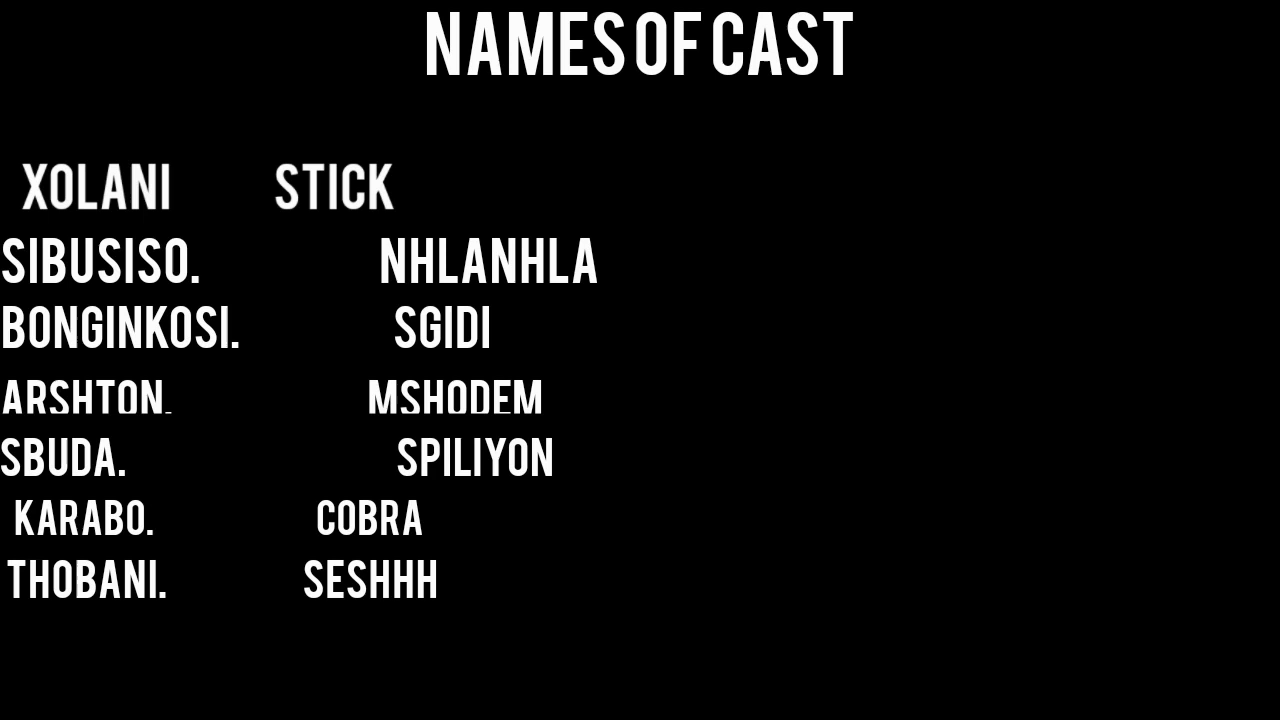 NAMES OF CAST
XOLANI STICK
SIBUSISO. NHLANHLA
BONGINKOSI. SGIDI
ARSHTON. MSHODEM
SBUDA. SPILIYON
KARABO. COBRA
THOBANI. SESHHH